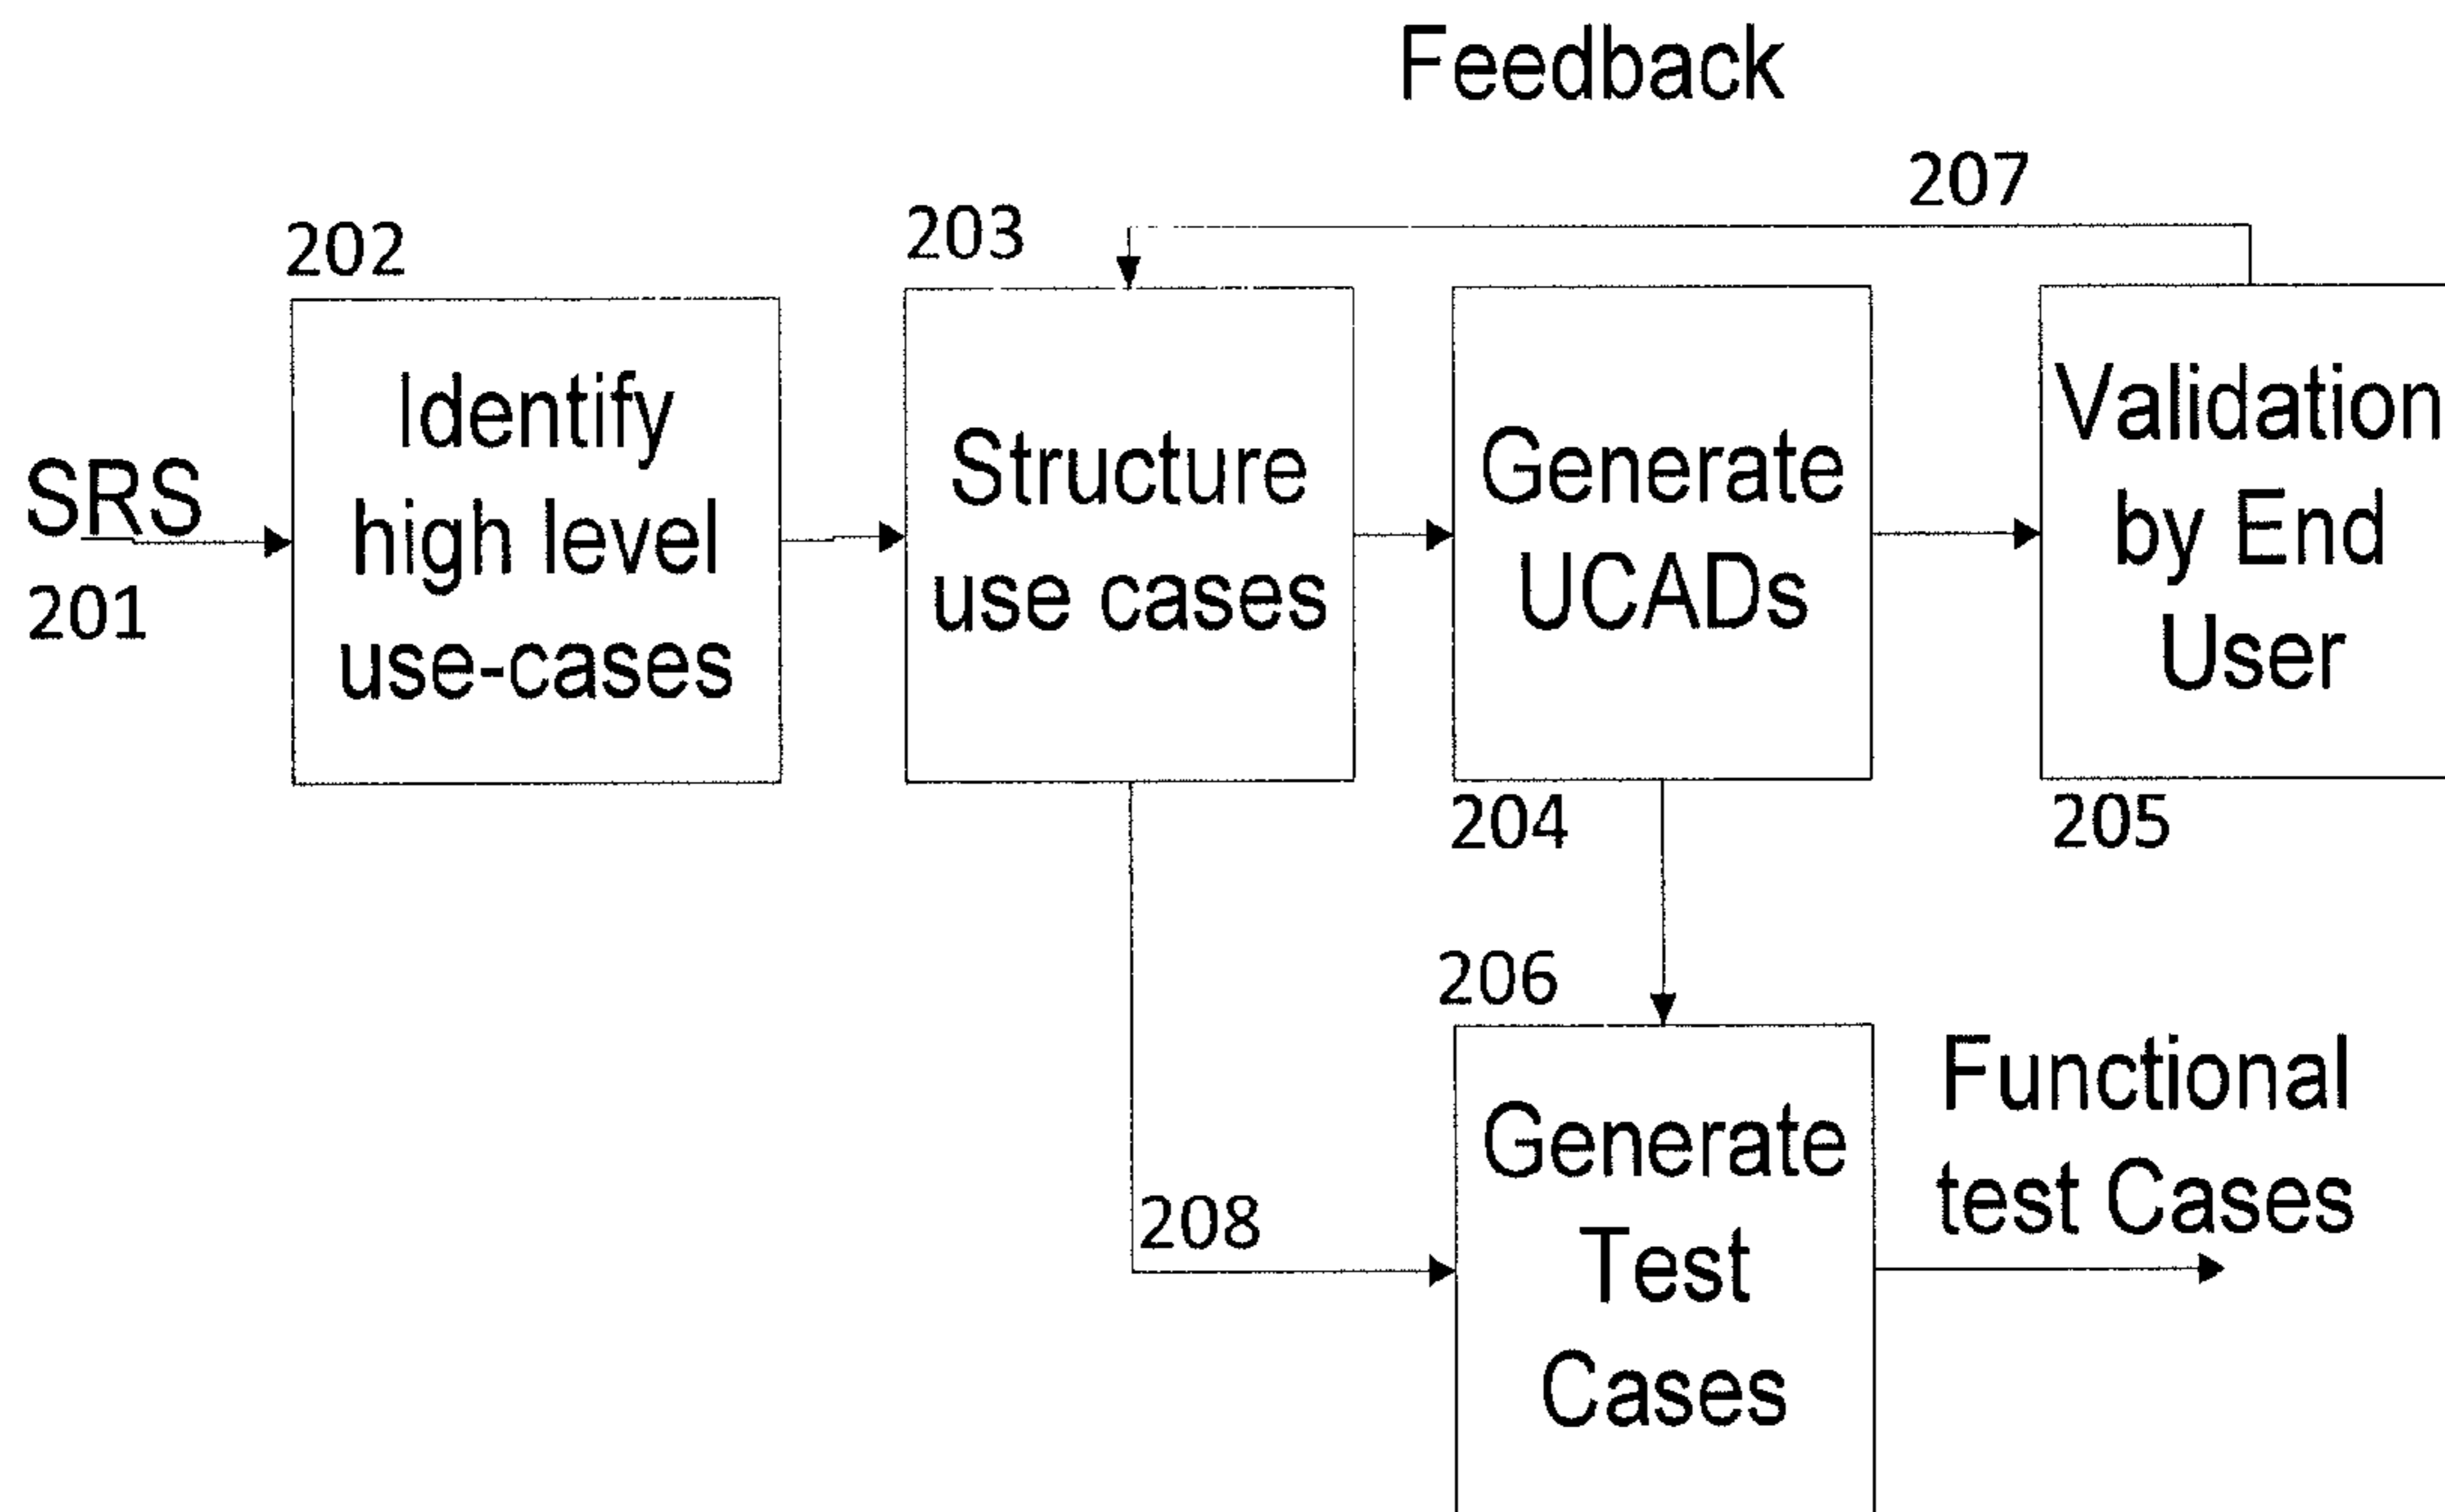 Feedback
207
202
203
SRS
201
Identify
high level
use-cases
Structure
use cases
Generate
UCADs
Validation
by End
User
204
205
206
208
Generate
Test
Cases
Functional
test Cases